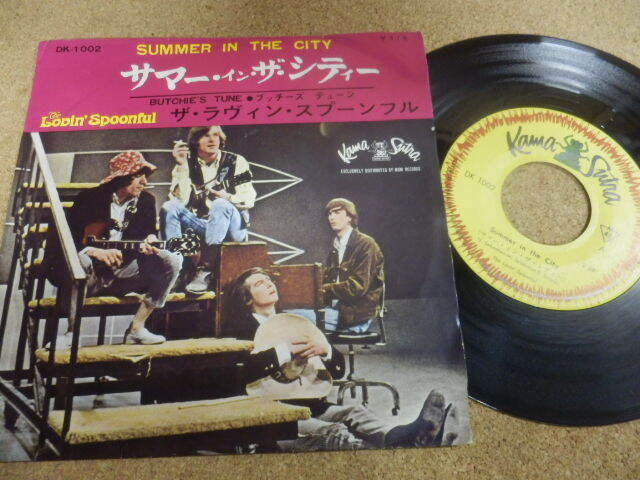 DK-1002
SUMMER IN THE CITY
サマー・イン・ザ・シティー
BUTCHIE'S TUNE ● ブッチーズ テューン
The Lovin' Spoonful
ザ・ラヴィン・スプーンフル
Kama Sutra
EXCLUSIVELY DISTRIBUTED BY MGM RECORDS
Kama Sutra
DK 1002
Summer in the City